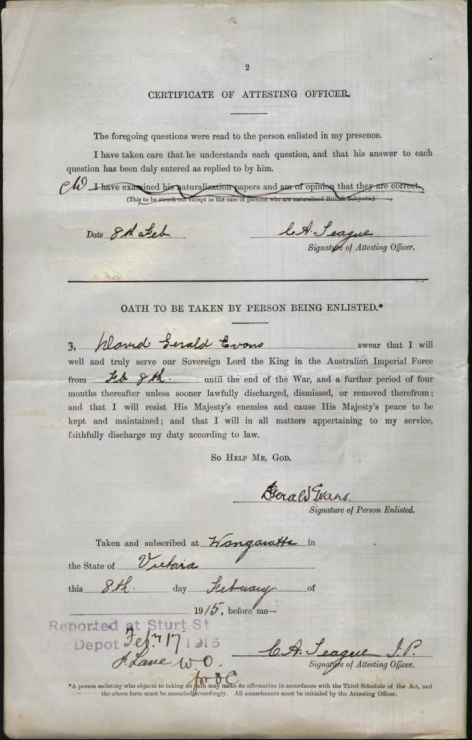 2
CERTIFICATE OF ATTESTING OFFICER.
The foregoing questions were read to the person enlisted in my presence.
I have taken care that he understands each question, and that his answer to each
question has been duly entered as replied to by him.
I have examined his naturalization papers and am of opinion that they are correct.
(This to be struck out except in the case of persons who are naturalized British Subjects.)
Date 8th Feb C A. League
Signature of Attesting Officer.
OATH TO BE TAKEN BY PERSON BEING ENLISTED.*
3, David Gerald Evans swear that I will
well and truly serve our Sovereign Lord the King in the Australian Imperial Force
from Feb 8th. until the end of the War, and a further period of four
months thereafter unless sooner lawfully discharged, dismissed, or removed therefrom;
and that I will resist His Majesty's enemies and cause His Majesty's peace to be
kept and maintained; and that I will in all matters appertaining to my service,
faithfully discharge my duty according to law.
SO HELP ME, GOD.
Gerald Evans.
Signature of Person Enlisted.
Taken and subscribed at Wangaratta in
the State of Victoria
this 8th. day February of
1915, before me—
Reported at Sturt St
Depot Feb 17 1915
C A. League J.P.
Signature of Attesting Officer.
Lane W O.
for OC
*A person enlisting who objects to taking an oath may make an affirmation in accordance with the Third Schedule of the Act, and
the above form must be amended accordingly. All amendments must be initialed by the Attesting Officer.